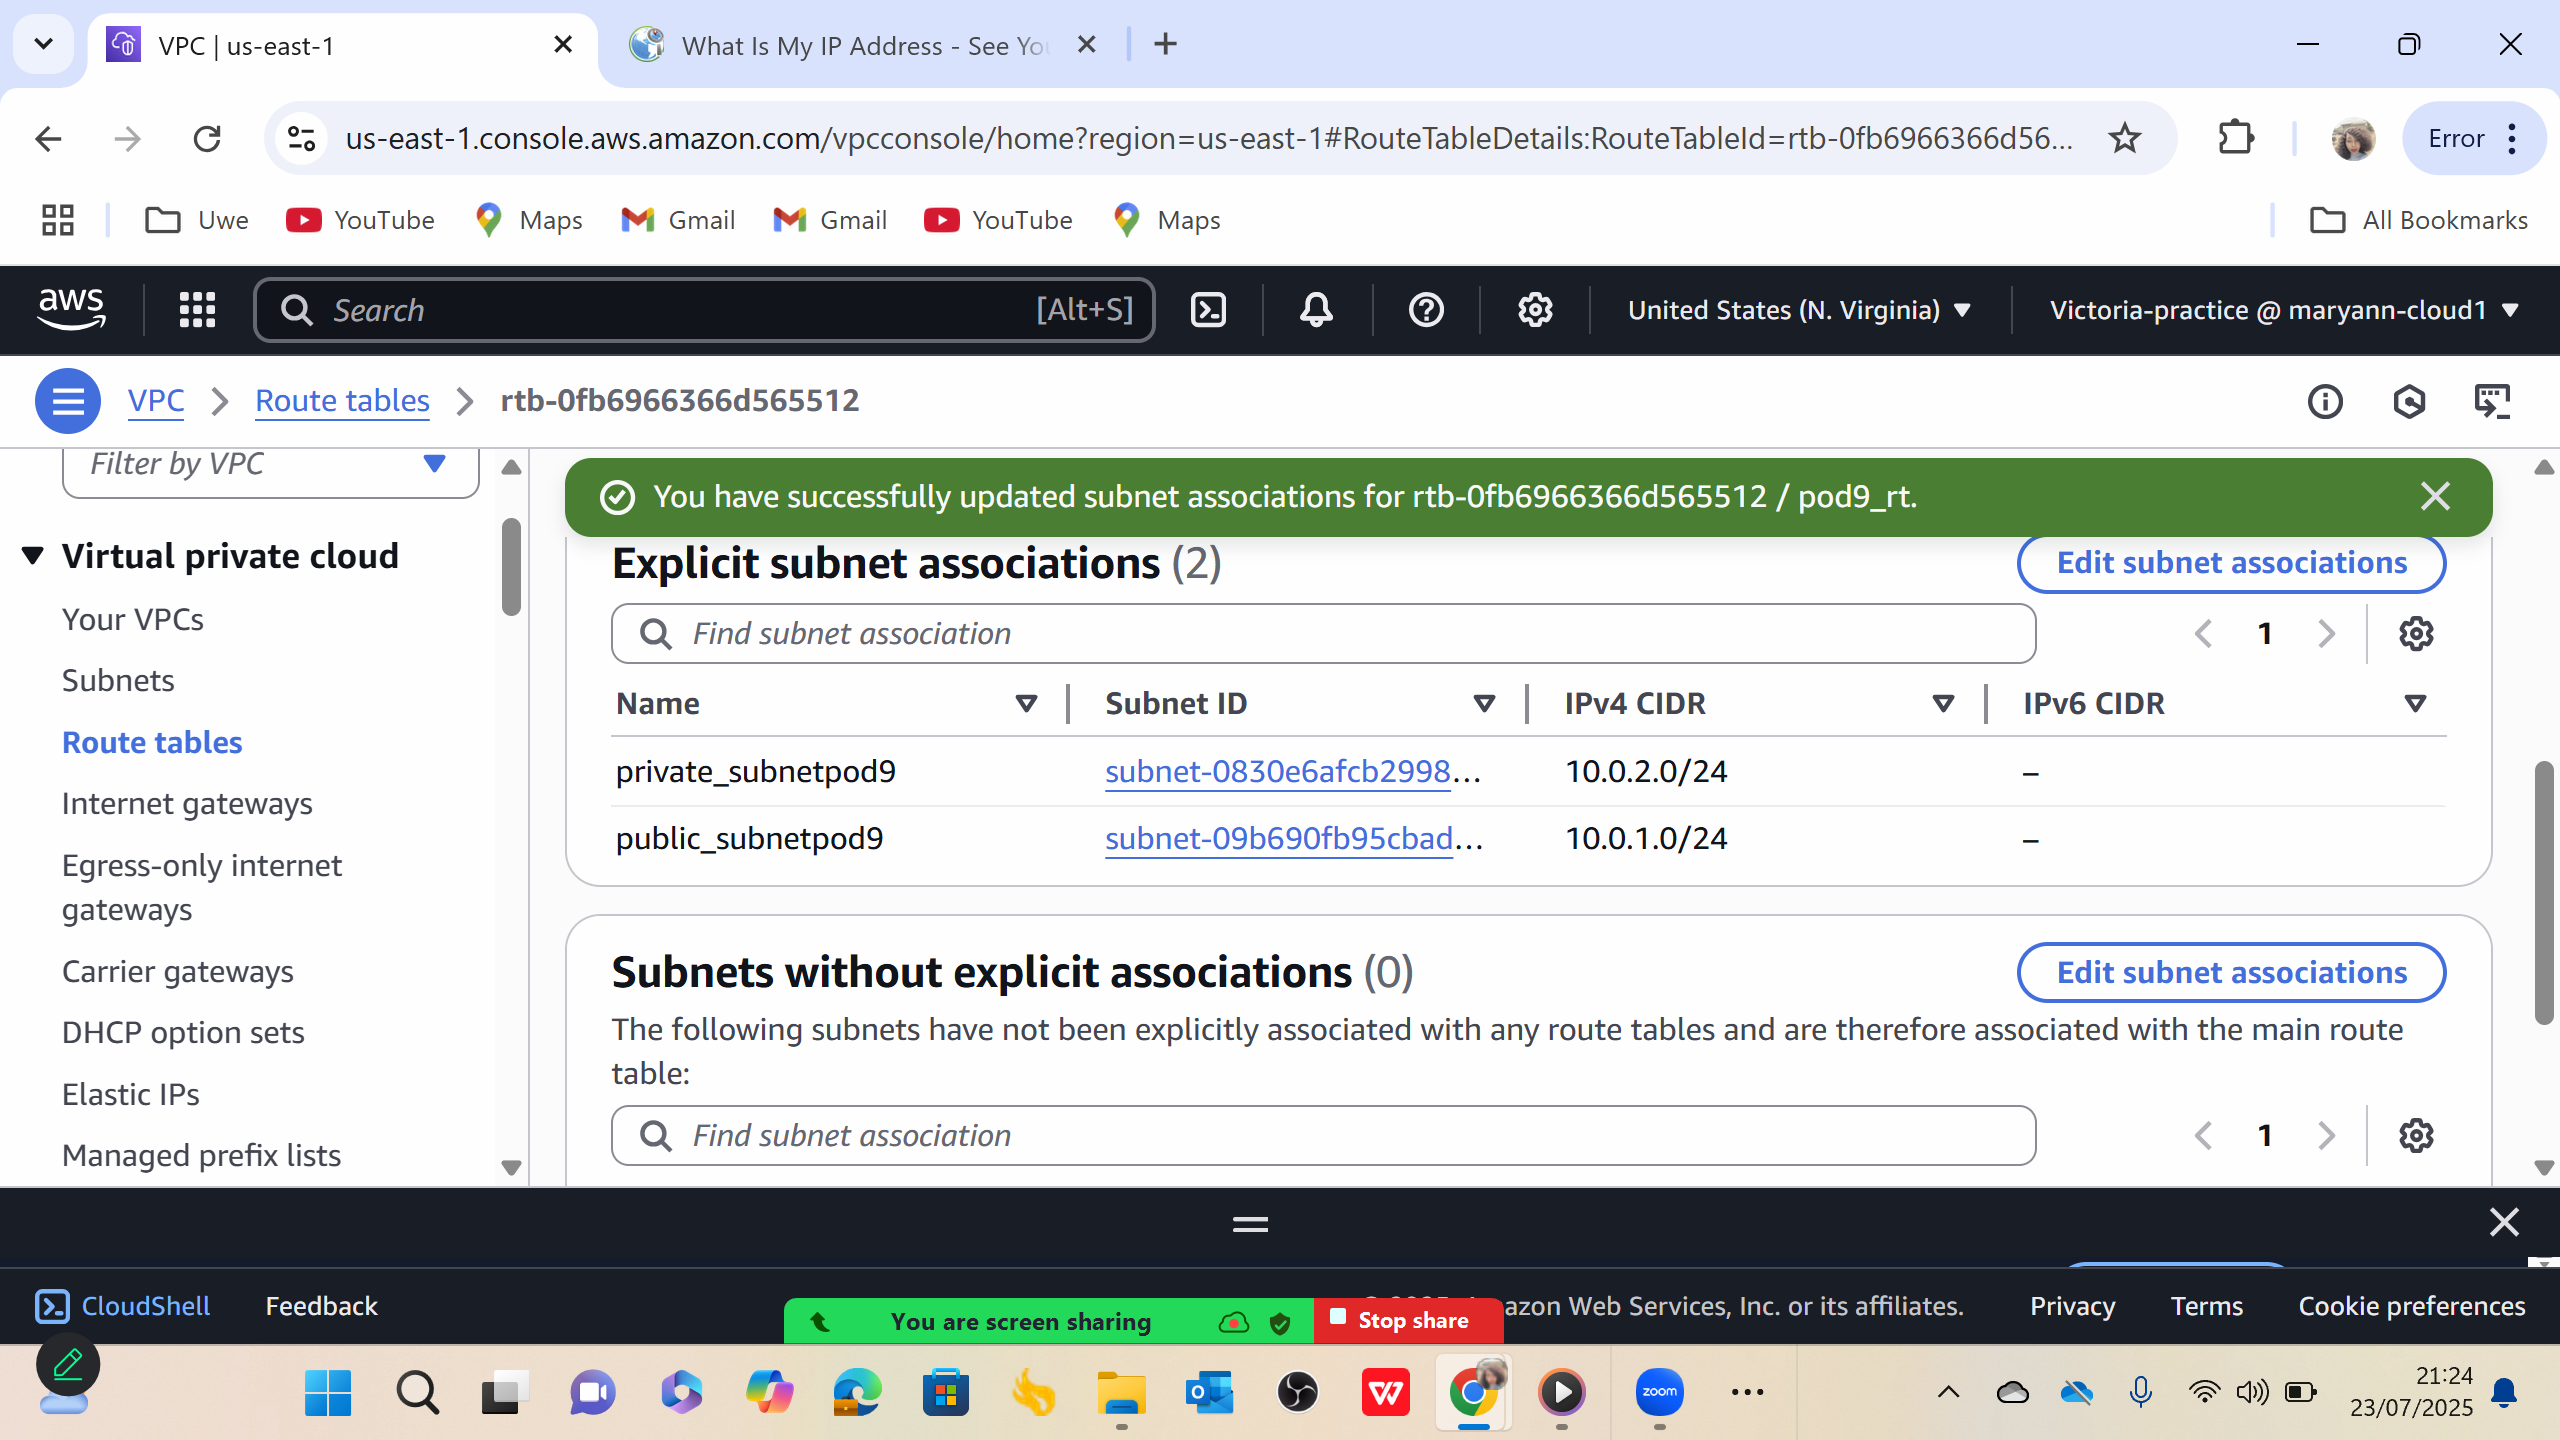 VPC | us-east-1
What Is My IP Address - See Yo
us-east-1.console.aws.amazon.com/vpcconsole/home?region=us-east-1#RouteTableDetails:RouteTableId=rtb-0fb6966366d56...
Error
Uwe
YouTube
Maps
Gmail
Gmail
YouTube
Maps
All Bookmarks
aws
Search
[Alt+S]
United States (N. Virginia)
Victoria-practice @ maryann-cloud1
VPC
Route tables
rtb-0fb6966366d565512
Filter by VPC
Virtual private cloud
Your VPCs
Subnets
Route tables
Internet gateways
Egress-only internet
gateways
Carrier gateways
DHCP option sets
Elastic IPs
Managed prefix lists
You have successfully updated subnet associations for rtb-0fb6966366d565512 / pod9_rt.
Explicit subnet associations (2)
Edit subnet associations
Find subnet association
1
Name Subnet ID IPv4 CIDR IPv6 CIDR
private_subnetpod9 subnet-0830e6afcb2998... 10.0.2.0/24 –
public_subnetpod9 subnet-09b690fb95cbad... 10.0.1.0/24 –
Subnets without explicit associations (0)
Edit subnet associations
The following subnets have not been explicitly associated with any route tables and are therefore associated with the main route
table:
Find subnet association
1
CloudShell
Feedback
azon Web Services, Inc. or its affiliates.
Privacy
Terms
Cookie preferences
You are screen sharing
Stop share
zoom
21:24
23/07/2025